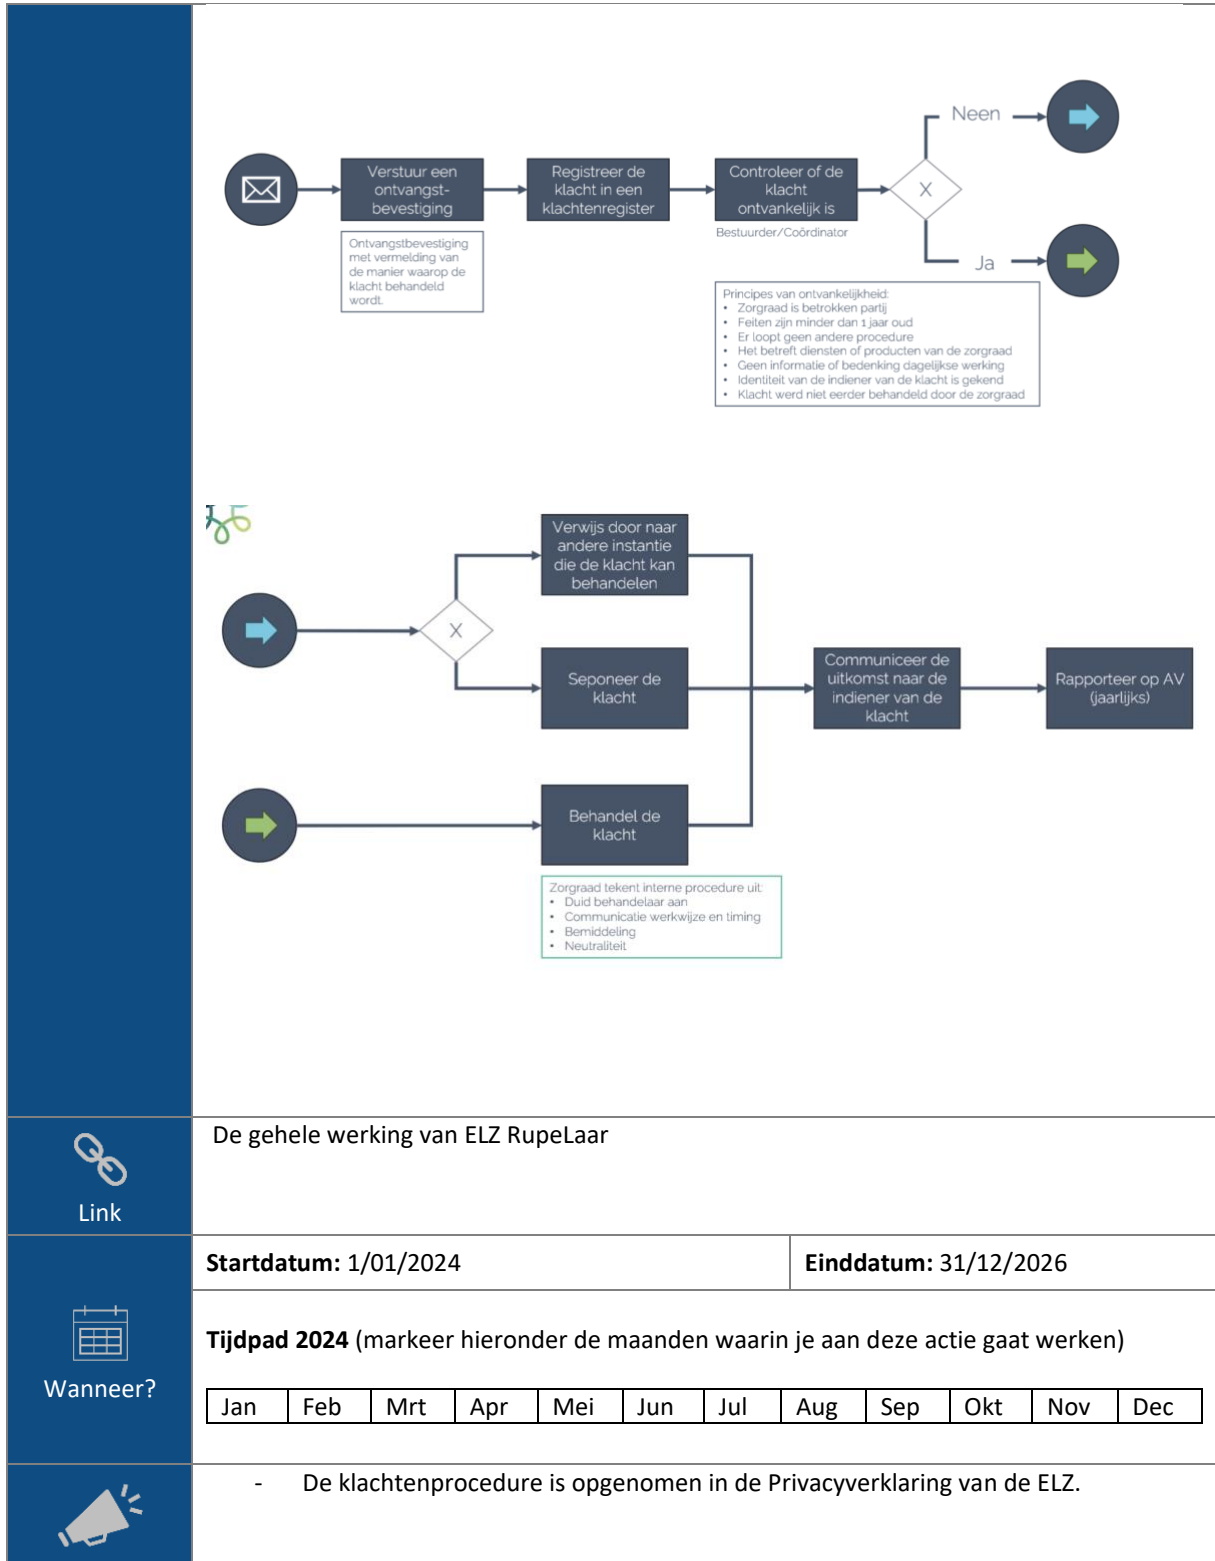 Neen
Verstuur een
ontvangst-
bevestiging
Registreer de
klacht in een
klachtenregister
Controleer of de
klacht
ontvankelijk is
X
Bestuurder/Coördinator
Ontvangstbevestiging
met vermelding van
de manier waarop de
klacht behandeld
wordt.
Ja
Principes van ontvankelijkheid:
• Zorgraad is betrokken partij
• Feiten zijn minder dan 1 jaar oud
• Er loopt geen andere procedure
• Het betreft diensten of producten van de zorgraad
• Geen informatie of bedenking dagelijkse werking
• Identiteit van de indiener van de klacht is gekend
• Klacht werd niet eerder behandeld door de zorgraad
Verwijs door naar
andere instantie
die de klacht kan
behandelen
X
Seponeer de
klacht
Communiceer de
uitkomst naar de
indiener van de
klacht
Rapporteer op AV
(jaarlijks)
Behandel de
klacht
Zorgraad tekent interne procedure uit:
• Duid behandelaar aan
• Communicatie werkwijze en timing
• Bemiddeling
• Neutraliteit
De gehele werking van ELZ RupeLaar
Link
Startdatum: 1/01/2024 Einddatum: 31/12/2026
Tijdpad 2024 (markeer hieronder de maanden waarin je aan deze actie gaat werken)
Wanneer?
Jan Feb Mrt Apr Mei Jun Jul Aug Sep Okt Nov Dec
- De klachtenprocedure is opgenomen in de Privacyverklaring van de ELZ.